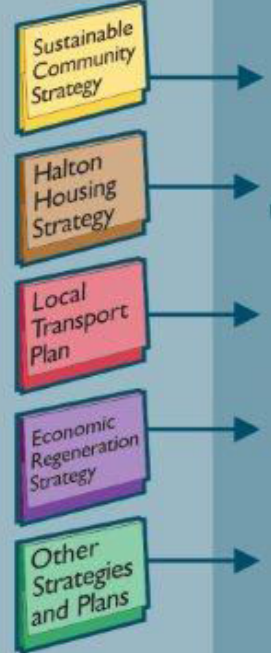 Sustainable
Community
Strategy
Halton
Housing
Strategy
Local
Transport
Plan
Economic
Regeneration
Strategy
Other
Strategies
and Plans